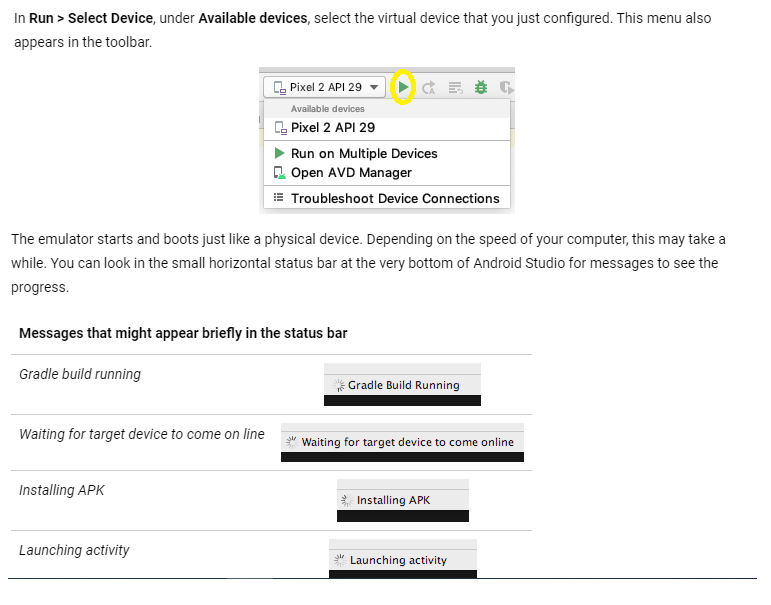 In Run > Select Device, under Available devices, select the virtual device that you just configured. This menu also
appears in the toolbar.
Pixel 2 API 29
Available devices
Pixel 2 API 29
Run on Multiple Devices
Open AVD Manager
Troubleshoot Device Connections
The emulator starts and boots just like a physical device. Depending on the speed of your computer, this may take a
while. You can look in the small horizontal status bar at the very bottom of Android Studio for messages to see the
progress.
Messages that might appear briefly in the status bar
Gradle build running
Gradle Build Running
Waiting for target device to come on line
Waiting for target device to come online
Installing APK
Installing APK
Launching activity
Launching activity